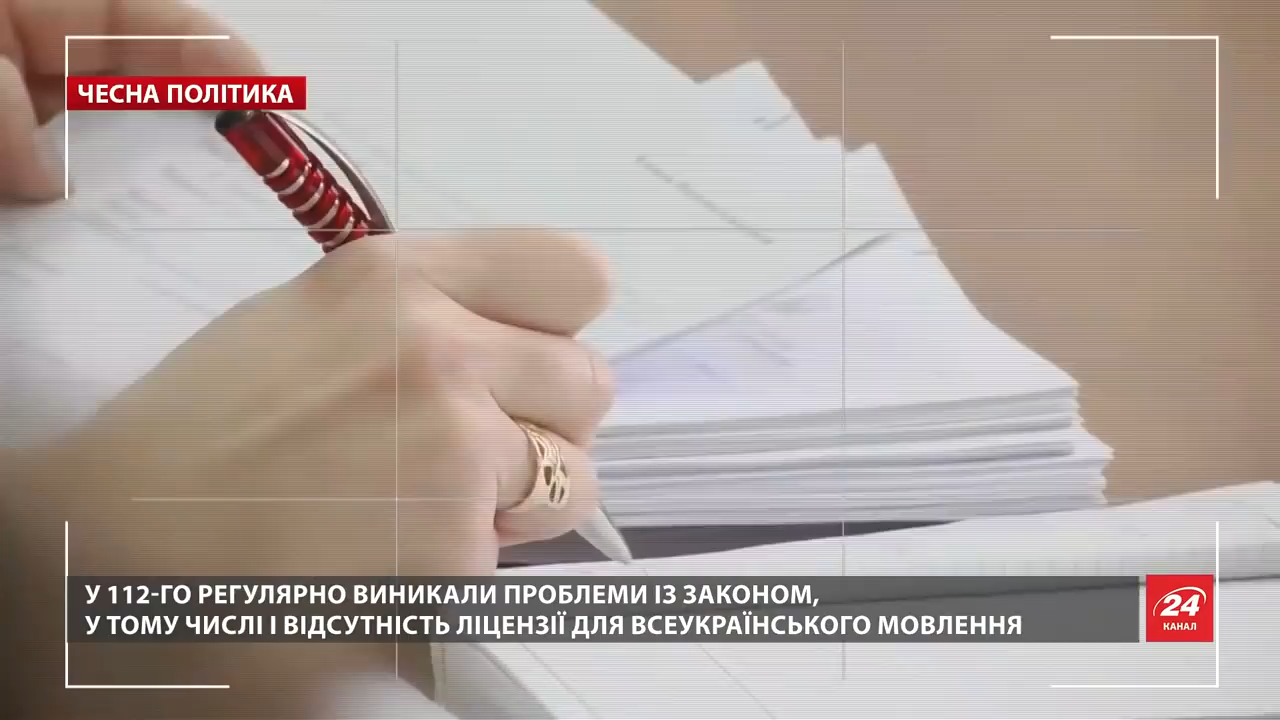 ЧЕСНА ПОЛІТИКА
У 112-ГО РЕГУЛЯРНО ВИНИКАЛИ ПРОБЛЕМИ ІЗ ЗАКОНОМ,
У ТОМУ ЧИСЛІ І ВІДСУТНІСТЬ ЛІЦЕНЗІЇ ДЛЯ ВСЕУКРАЇНСЬКОГО МОВЛЕННЯ
24
КАНАЛ